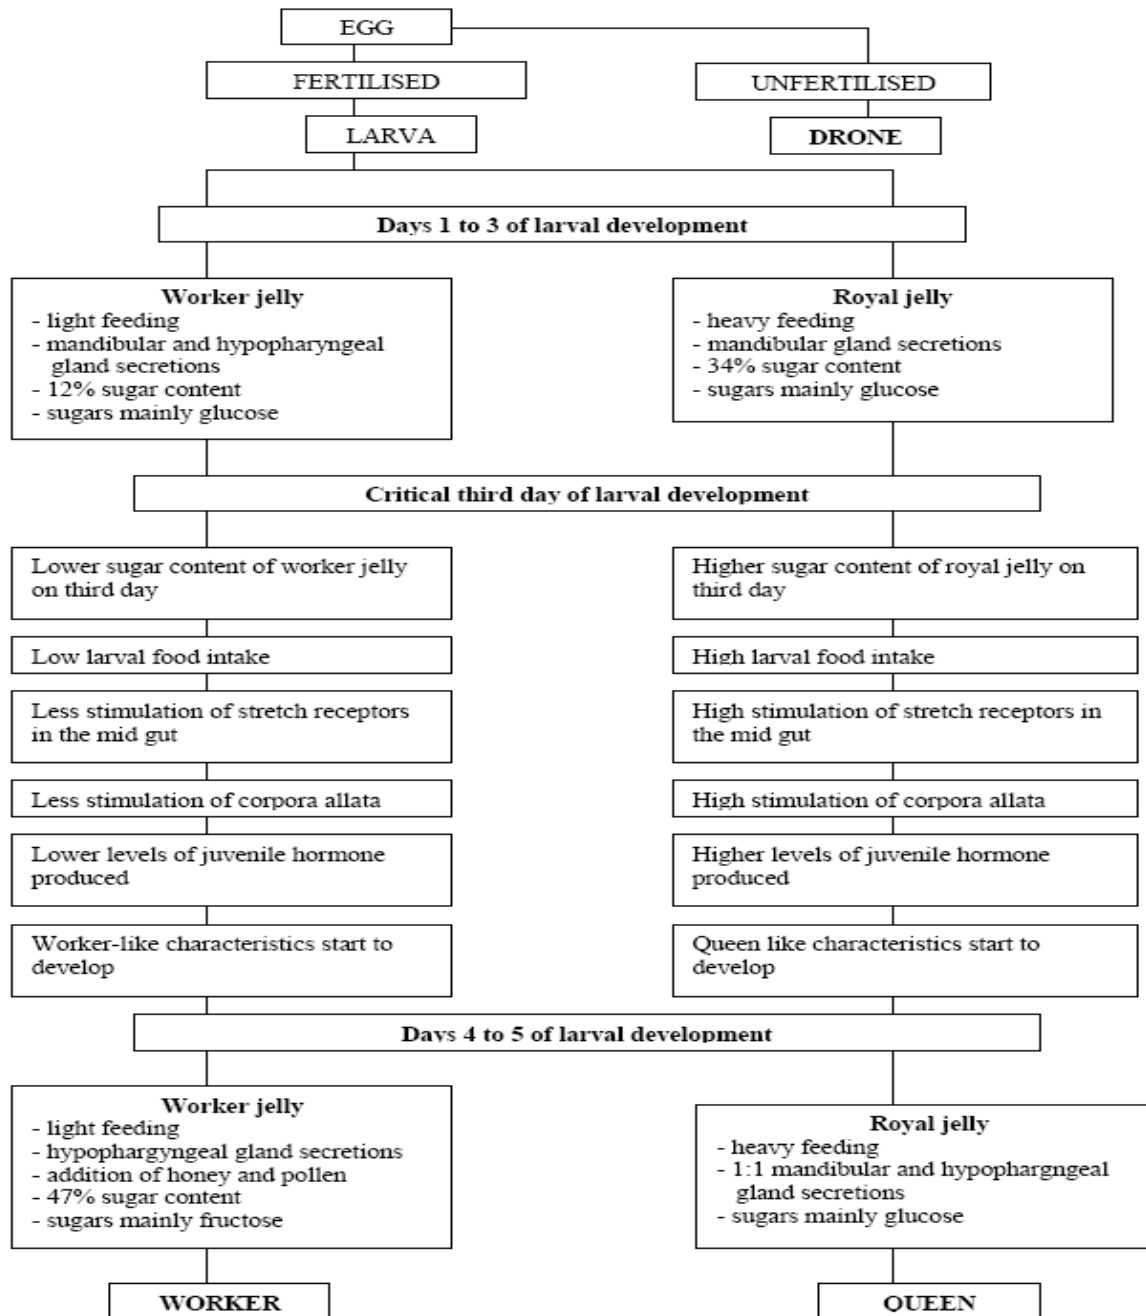 EGG
FERTILISED
UNFERTILISED
LARVA
DRONE
Days 1 to 3 of larval development
Worker jelly
- light feeding
- mandibular and hypopharyngeal
gland secretions
- 12% sugar content
- sugars mainly glucose
Royal jelly
- heavy feeding
- mandibular gland secretions
- 34% sugar content
- sugars mainly glucose
Critical third day of larval development
Lower sugar content of worker jelly
on third day
Higher sugar content of royal jelly on
third day
Low larval food intake
High larval food intake
Less stimulation of stretch receptors
in the mid gut
High stimulation of stretch receptors in
the mid gut
Less stimulation of corpora allata
High stimulation of corpora allata
Lower levels of juvenile hormone
produced
Higher levels of juvenile hormone
produced
Worker-like characteristics start to
develop
Queen like characteristics start to
develop
Days 4 to 5 of larval development
Worker jelly
- light feeding
- hypophargyngeal gland secretions
- addition of honey and pollen
- 47% sugar content
- sugars mainly fructose
Royal jelly
- heavy feeding
- 1:1 mandibular and hypophargngeal
gland secretions
- sugars mainly glucose
WORKER
QUEEN